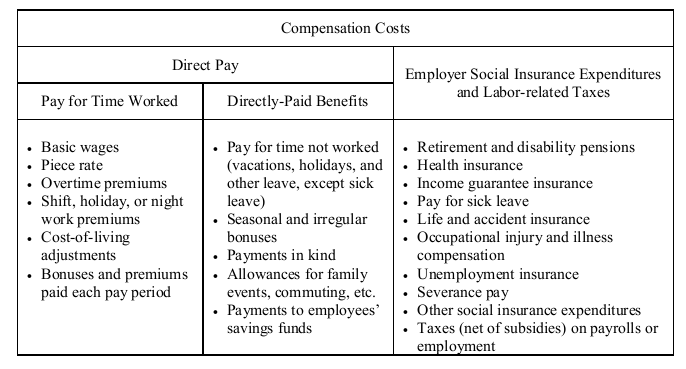 Compensation Costs
Direct Pay
Employer Social Insurance Expenditures
and Labor-related Taxes
Pay for Time Worked
Directly-Paid Benefits
• Basic wages
• Piece rate
• Overtime premiums
• Shift, holiday, or night
work premiums
• Cost-of-living
adjustments
• Bonuses and premiums
paid each pay period
• Pay for time not worked
(vacations, holidays, and
other leave, except sick
leave)
• Seasonal and irregular
bonuses
• Payments in kind
• Allowances for family
events, commuting, etc.
• Payments to employees’
savings funds
• Retirement and disability pensions
• Health insurance
• Income guarantee insurance
• Pay for sick leave
• Life and accident insurance
• Occupational injury and illness
compensation
• Unemployment insurance
• Severance pay
• Other social insurance expenditures
• Taxes (net of subsidies) on payrolls or
employment